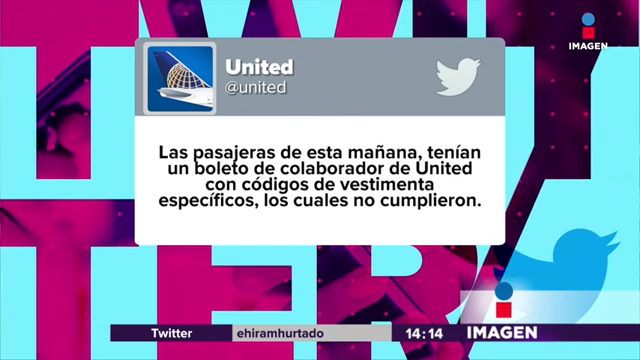 IMAGEN
United
@united
Las pasajeras de esta mañana, tenían
un boleto de colaborador de United
con códigos de vestimenta
específicos, los cuales no cumplieron.
TWITTER
Twitter ehiramhurtado 14:14 IMAGEN